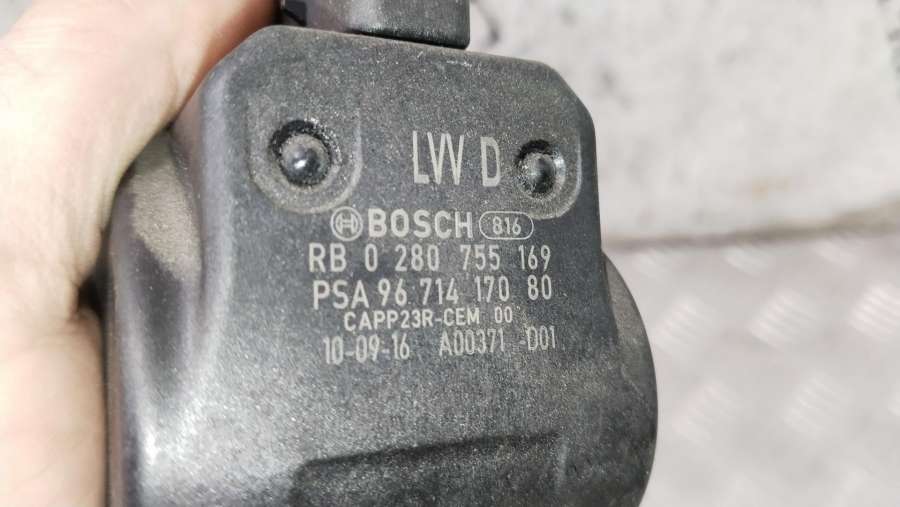 LW D
BOSCH 816
RB 0 280 755 169
PSA 96 714 170 80
CAPP23R-CEM 00
10-09-16 A00371 -D01